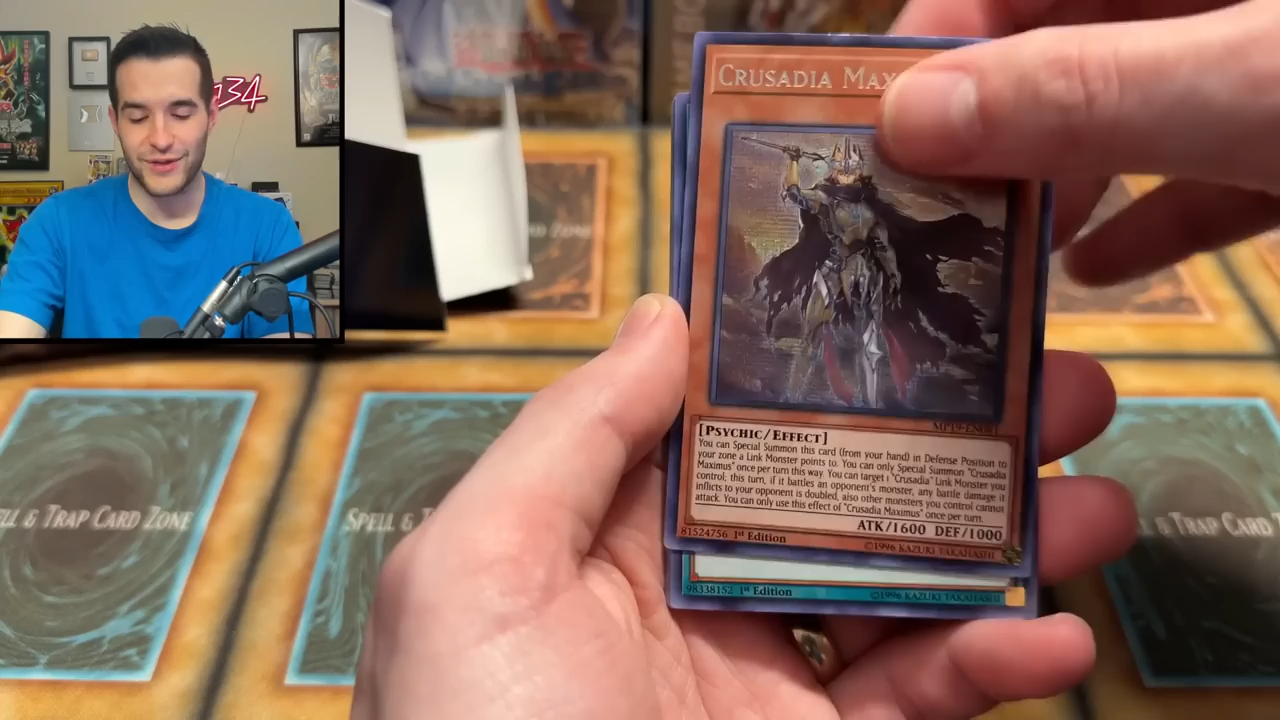 134
CRUSADIA MAX
MP19-EN081
[PSYCHIC/EFFECT]
You can Special Summon this card (from your hand) in Defense Position to
your zone a Link Monster points to. You can only Special Summon "Crusadia
Maximus" once per turn this way. You can target 1 "Crusadia" Link Monster you
control; this turn, if it battles an opponent's monster, any battle damage it
inflicts to your opponent is doubled, also other monsters you control cannot
attack. You can only use this effect of "Crusadia Maximus" once per turn.
ATK/1600 DEF/1000
81524756 1st Edition
©1996 KAZUKI TAKAHASHI
98338152 1st Edition
©1996 KAZUKI TAKAHASHI
CARD ZONE
LL & TRAP CARD ZONE
SPELL & T
L & TRAP CARD Z